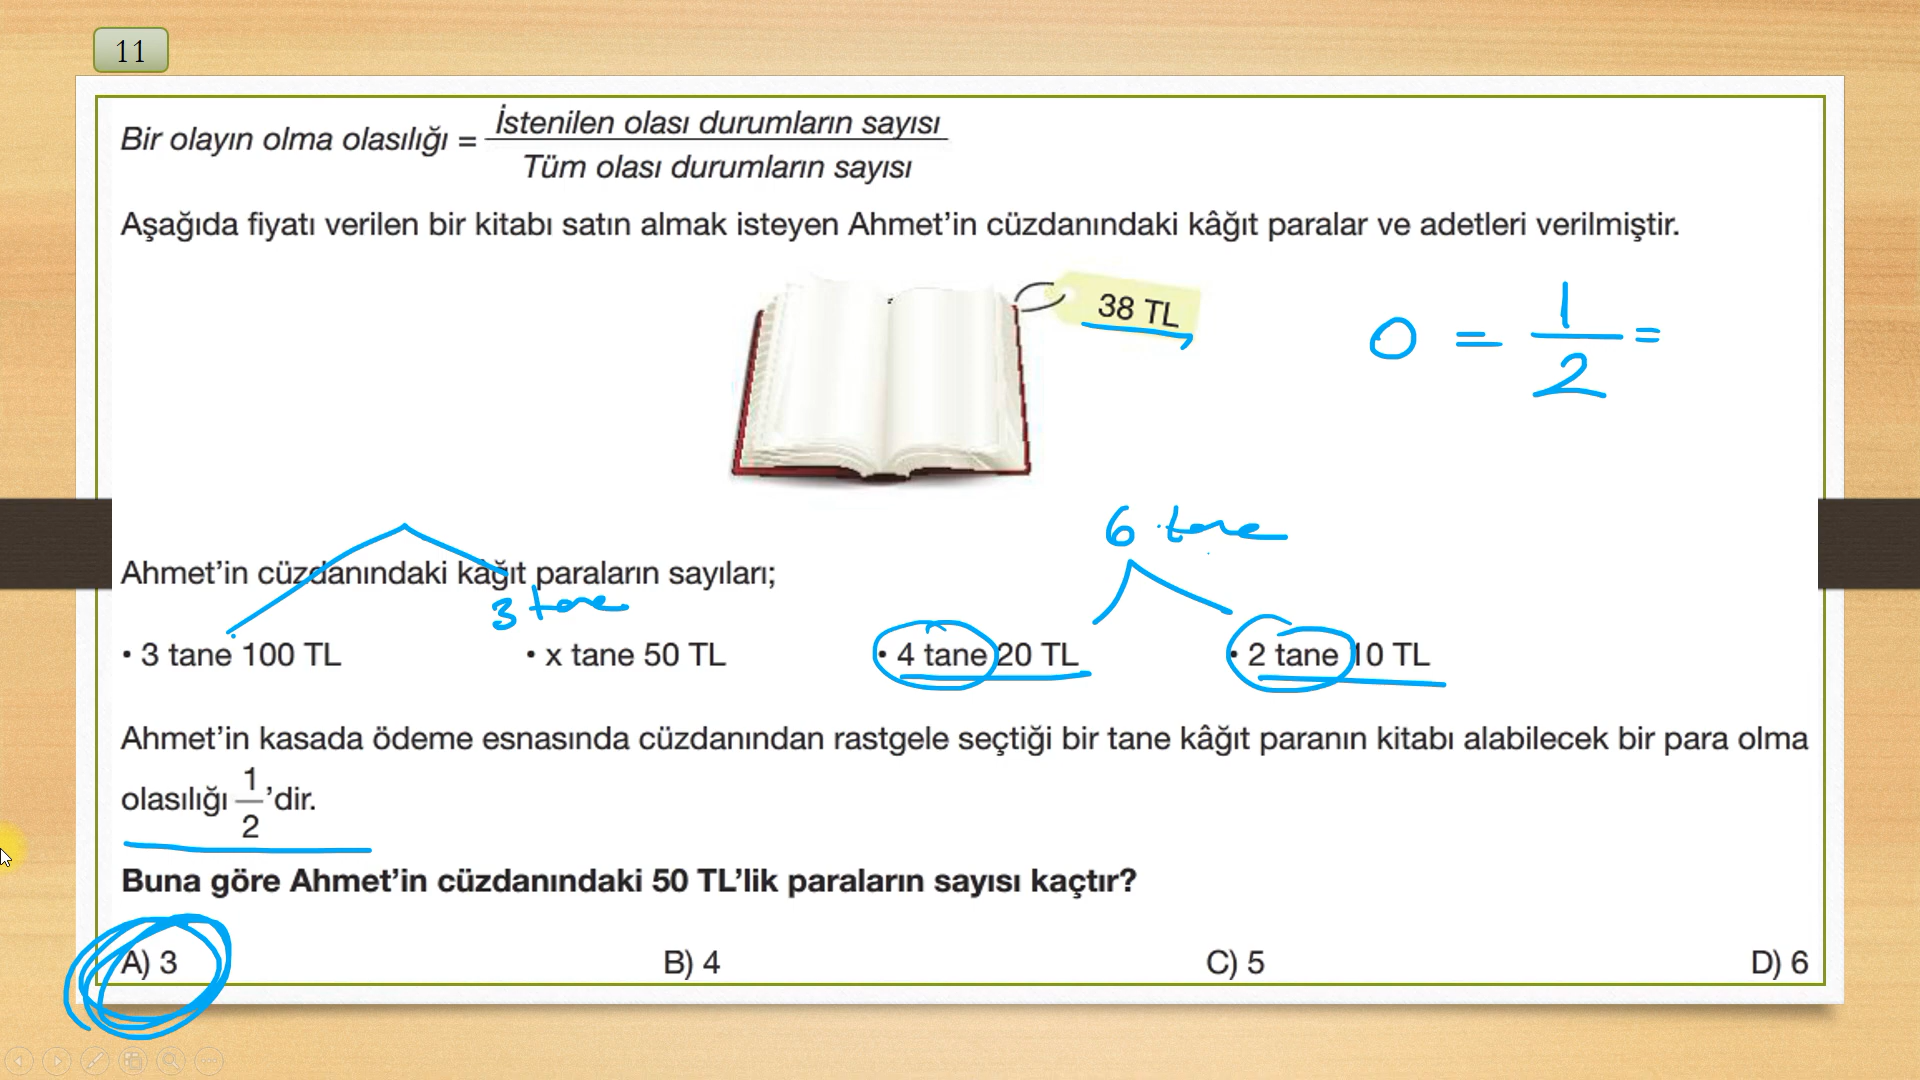 11
Bir olayın olma olasılığı = İstenilen olası durumların sayısı / Tüm olası durumların sayısı
Aşağıda fiyatı verilen bir kitabı satın almak isteyen Ahmet'in cüzdanındaki kâğıt paralar ve adetleri verilmiştir.
38 TL
O = 1/2 =
6 tane
Ahmet'in cüzdanındaki kâğıt paraların sayıları;
3 tane
• 3 tane 100 TL • x tane 50 TL • 4 tane 20 TL • 2 tane 10 TL
Ahmet'in kasada ödeme esnasında cüzdanından rastgele seçtiği bir tane kâğıt paranın kitabı alabilecek bir para olma
olasılığı 1/2 'dir.
Buna göre Ahmet'in cüzdanındaki 50 TL'lik paraların sayısı kaçtır?
A) 3 B) 4 C) 5 D) 6